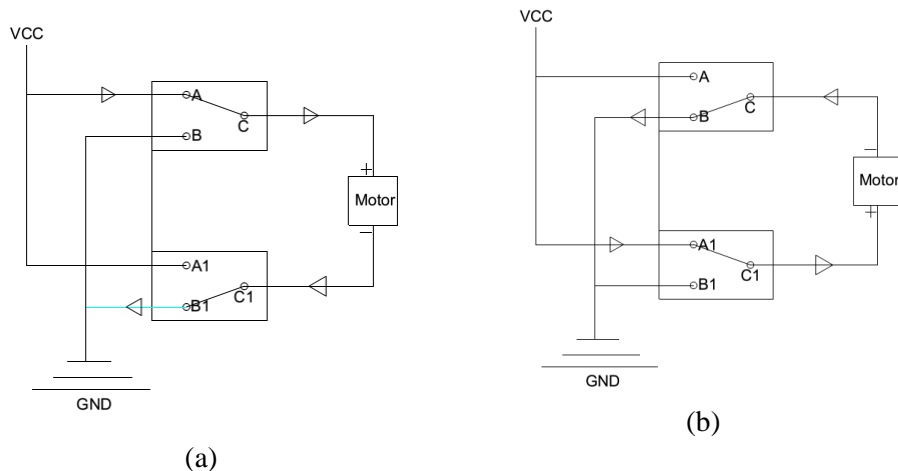 VCC
A
C
B
+
Motor
−
A1
C1
B1
GND
(a)
VCC
A
C
B
−
Motor
+
A1
C1
B1
GND
(b)